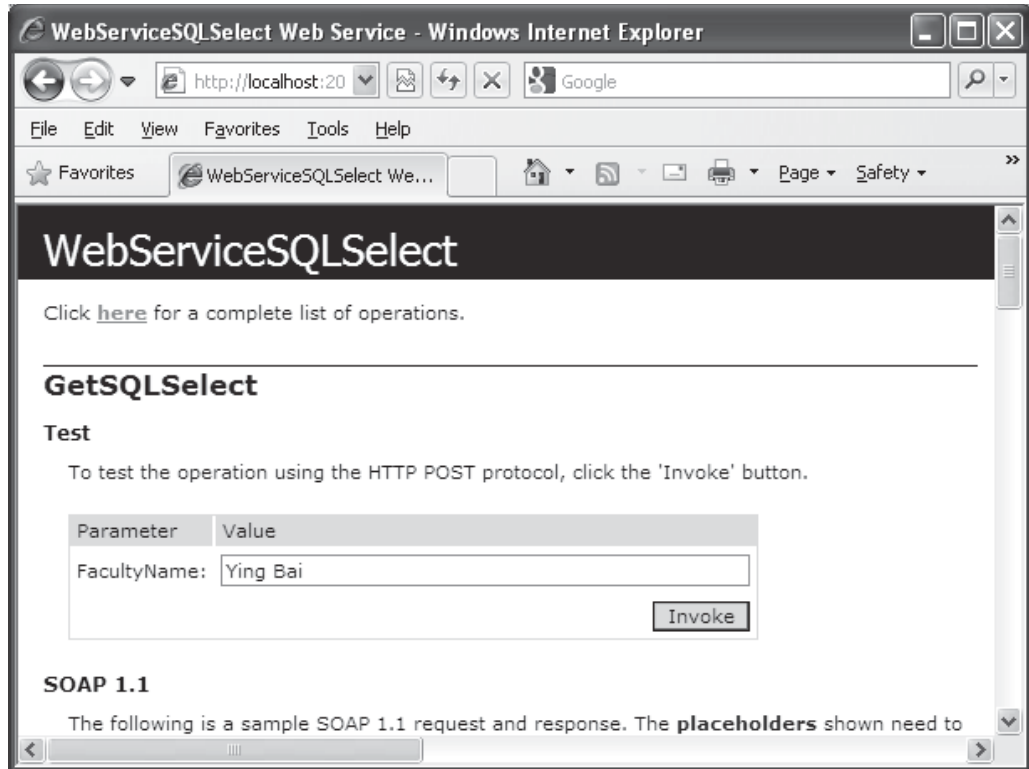 WebServiceSQLSelect Web Service - Windows Internet Explorer
http://localhost:20
Google
File Edit View Favorites Tools Help
Favorites
WebServiceSQLSelect We...
Page Safety »
WebServiceSQLSelect
Click here for a complete list of operations.
GetSQLSelect
Test
To test the operation using the HTTP POST protocol, click the 'Invoke' button.
Parameter Value
FacultyName: Ying Bai
Invoke
SOAP 1.1
The following is a sample SOAP 1.1 request and response. The placeholders shown need to